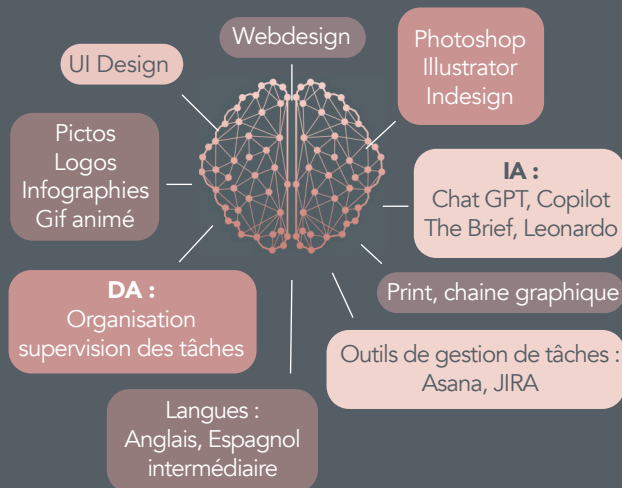 Webdesign
UI Design
Photoshop
Illustrator
Indesign
Pictos
Logos
Infographies
Gif animé
IA :
Chat GPT, Copilot
The Brief, Leonardo
DA :
Organisation
supervision des tâches
Print, chaine graphique
Outils de gestion de tâches :
Asana, JIRA
Langues :
Anglais, Espagnol
intermédiaire